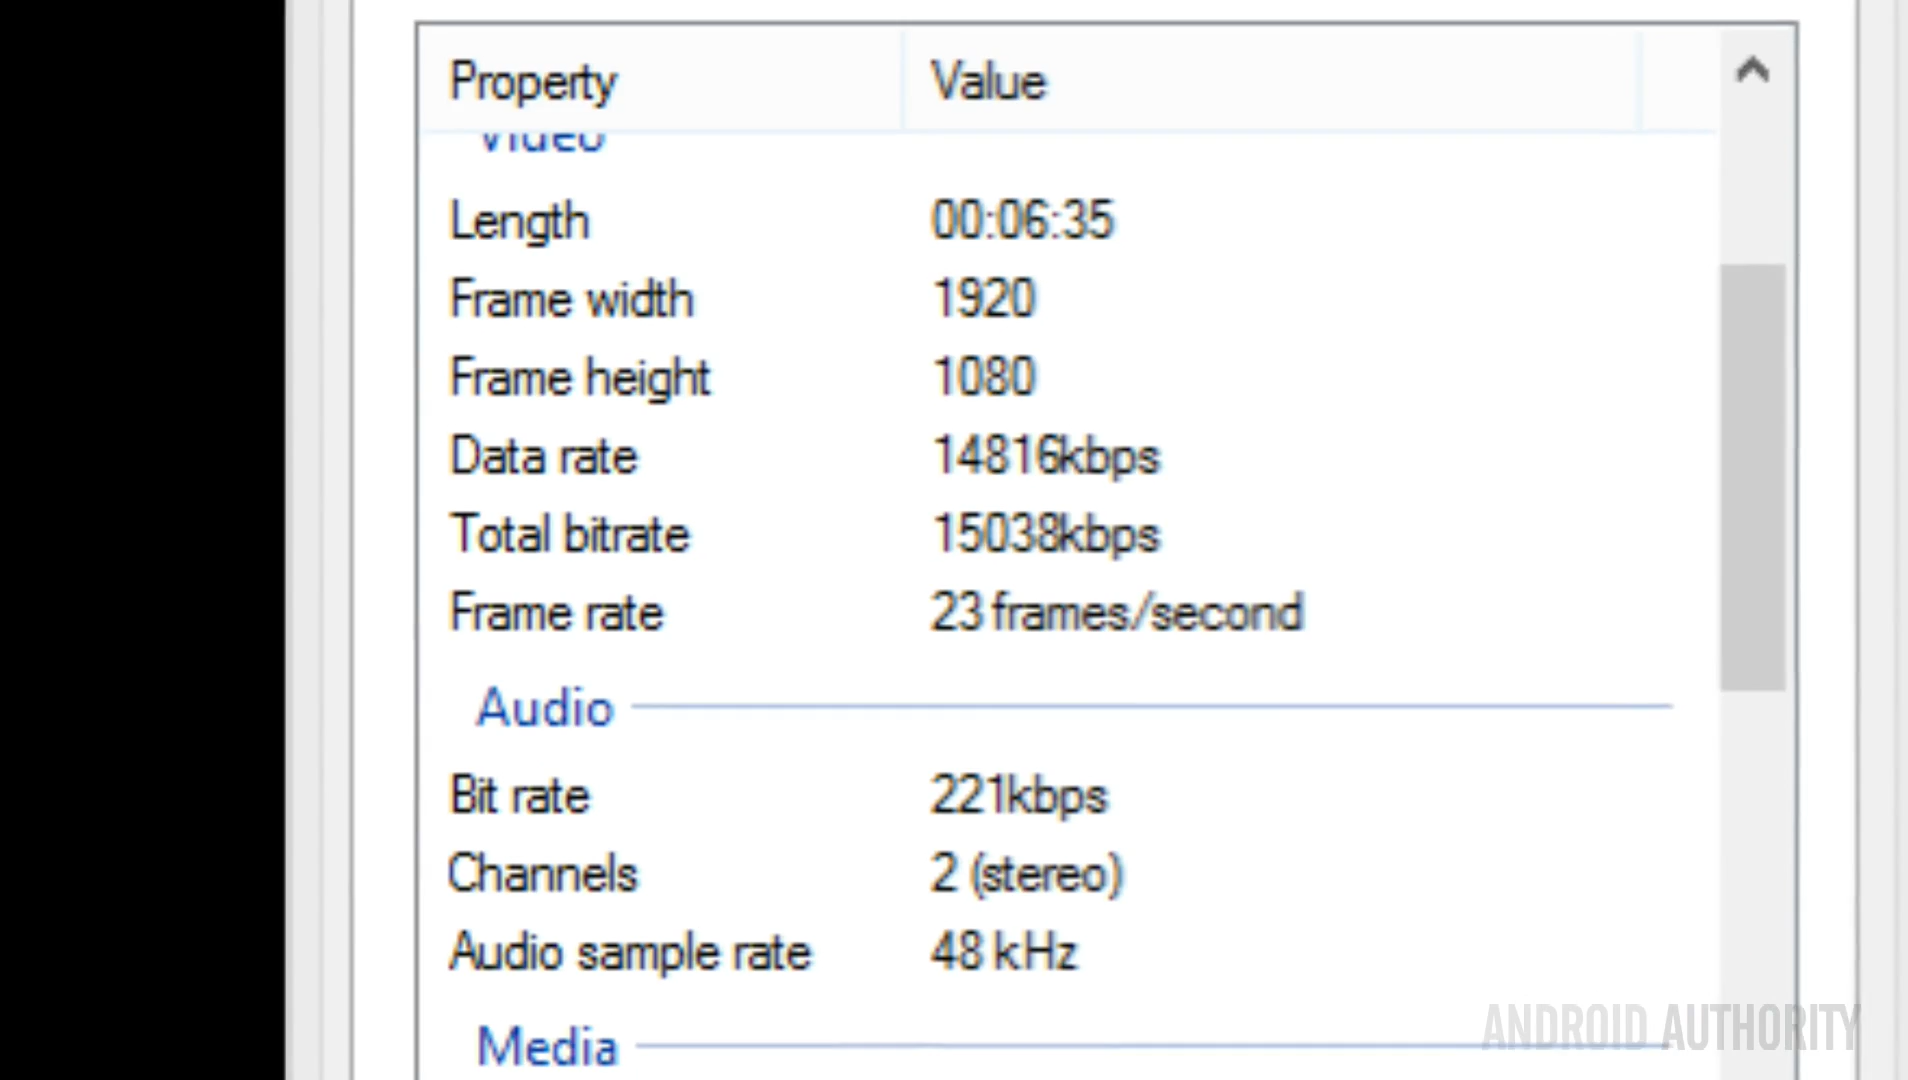 Property Value
Video
Length 00:06:35
Frame width 1920
Frame height 1080
Data rate 14816kbps
Total bitrate 15038kbps
Frame rate 23 frames/second
Audio
Bit rate 221kbps
Channels 2 (stereo)
Audio sample rate 48 kHz
Media
ANDROID AUTHORITY